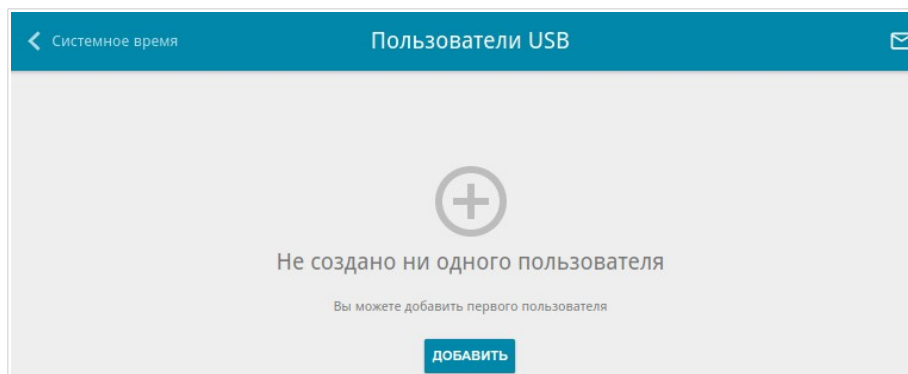 Системное время
Пользователи USB
Не создано ни одного пользователя
Вы можете добавить первого пользователя
ДОБАВИТЬ